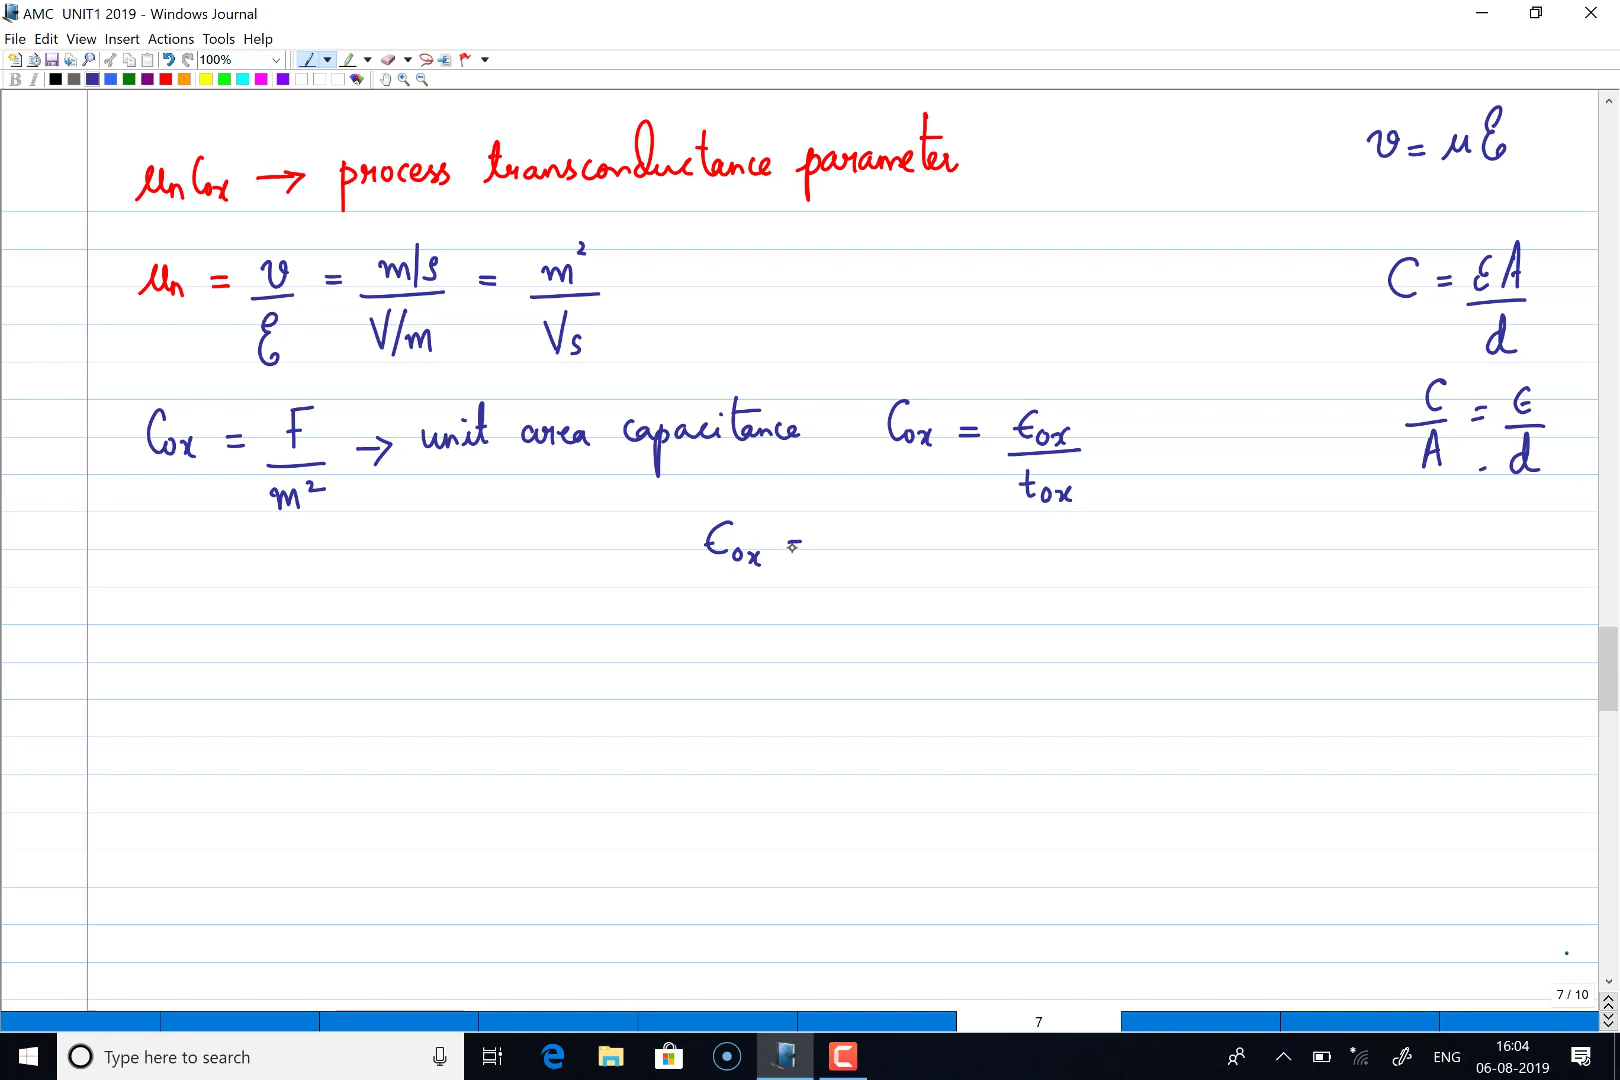 AMC UNIT1 2019 - Windows Journal
File Edit View Insert Actions Tools Help
100%
B I
μn Cox → process transconductance parameter
v = μ ℰ
μn = v / ℰ = m/s / V/m = m² / Vs
C = εA / d
Cox = F / m² → unit area capacitance Cox = ϵox / tox
C / A = ϵ / d
ϵox =
7 / 10
7
Type here to search
ENG
16:04
06-08-2019